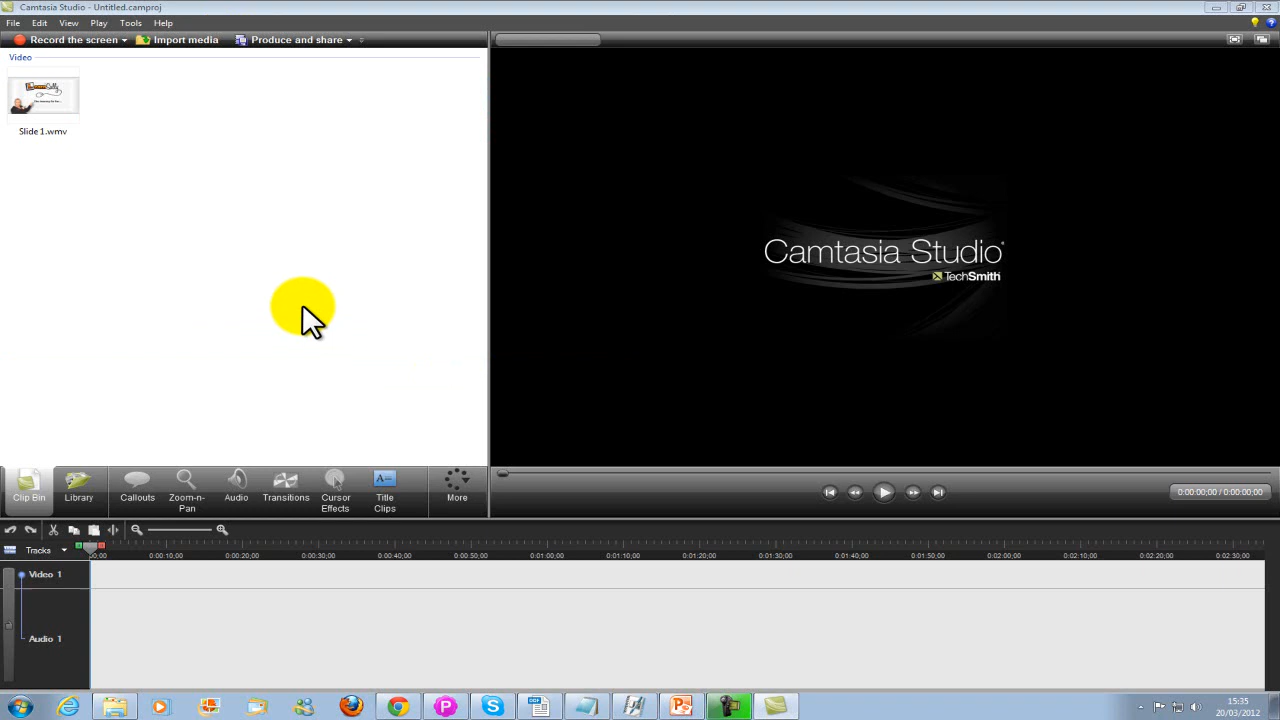 Camtasia Studio - Untitled.camproj
File Edit View Play Tools Help
Record the screen Import media Produce and share
Video
Slide 1.wmv
Camtasia Studio
TechSmith
Clip Bin Library Callouts Zoom-n-Pan Audio Transitions Cursor Effects Title Clips More
0:00:00;00 / 0:00:00;00
Tracks 00:00 0:00:10;00 0:00:20;00 0:00:30;00 0:00:40;00 0:00:50;00 0:01:00;00 0:01:10;00 0:01:20;00 0:01:30;00 0:01:40;00 0:01:50;00 0:02:00;00 0:02:10;00 0:02:20;00 0:02:30;00
Video 1
Audio 1
15:35
20/03/2012